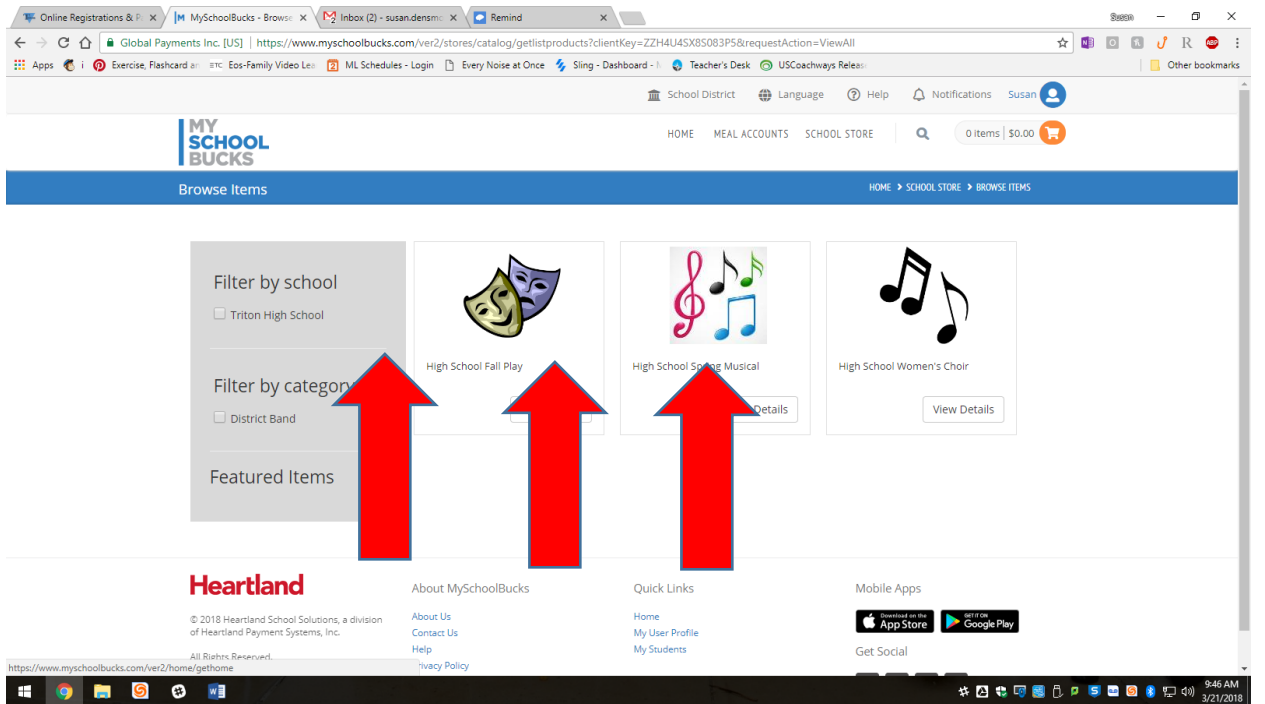 Online Registrations & P
MySchoolBucks - Browse
Inbox (2) - susan.densmo
Remind
Susan
Global Payments Inc. [US] | https://www.myschoolbucks.com/ver2/stores/catalog/getlistproducts?clientKey=ZZH4U4SX8S083P5&requestAction=ViewAll
Apps
i
Exercise, Flashcard an
ETC Eos-Family Video Lea
ML Schedules - Login
Every Noise at Once
Sling - Dashboard -
Teacher's Desk
USCoachways Releas
Other bookmarks
School District
Language
Help
Notifications
Susan
MY
SCHOOL
BUCKS
HOME
MEAL ACCOUNTS
SCHOOL STORE
0 items | $0.00
Browse Items
HOME > SCHOOL STORE > BROWSE ITEMS
Filter by school
Triton High School
Filter by category
District Band
Featured Items
High School Fall Play
High School Spring Musical
Details
High School Women's Choir
View Details
Heartland
© 2018 Heartland School Solutions, a division
of Heartland Payment Systems, Inc.
All Rights Reserved.
About MySchoolBucks
About Us
Contact Us
Help
rivacy Policy
Quick Links
Home
My User Profile
My Students
Mobile Apps
Download on the
App Store
GET IT ON
Google Play
Get Social
https://www.myschoolbucks.com/ver2/home/gethome
9:46 AM
3/21/2018